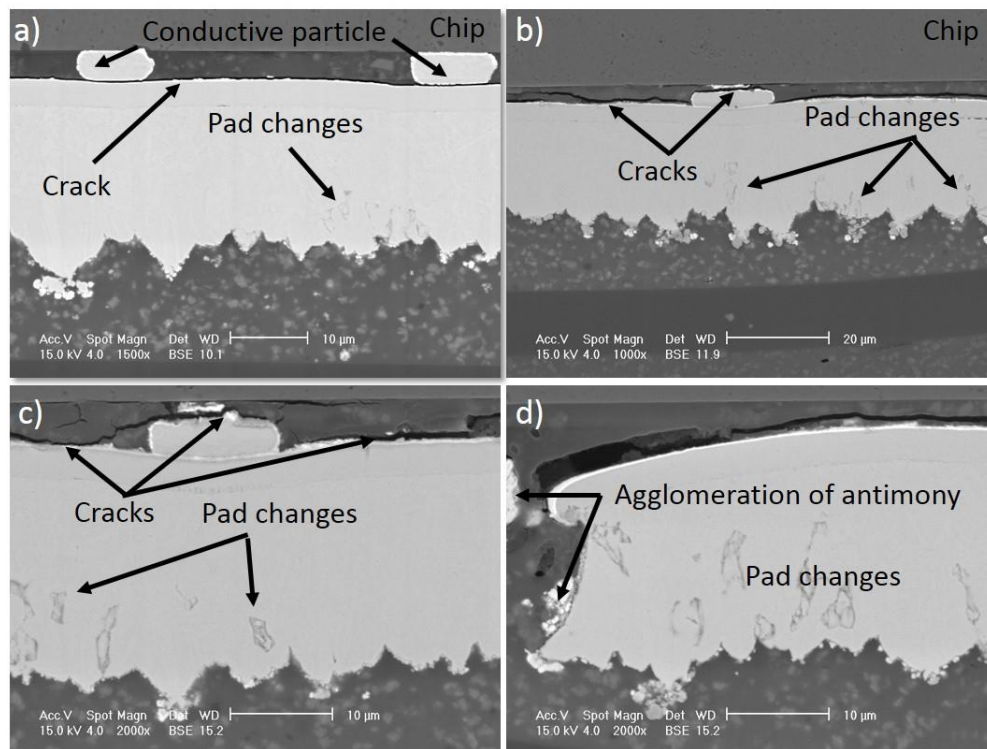 a)
Conductive particle
Chip
Pad changes
Crack
Acc.V Spot Magn Det WD
15.0 kV 4.0 1500x BSE 10.1
10 µm
b)
Chip
Pad changes
Cracks
Acc.V Spot Magn Det WD
15.0 kV 4.0 1000x BSE 11.9
20 µm
c)
Cracks
Pad changes
Acc.V Spot Magn Det WD
15.0 kV 4.0 2000x BSE 15.2
10 µm
d)
Agglomeration of antimony
Pad changes
Acc.V Spot Magn Det WD
15.0 kV 4.0 2000x BSE 15.2
10 µm